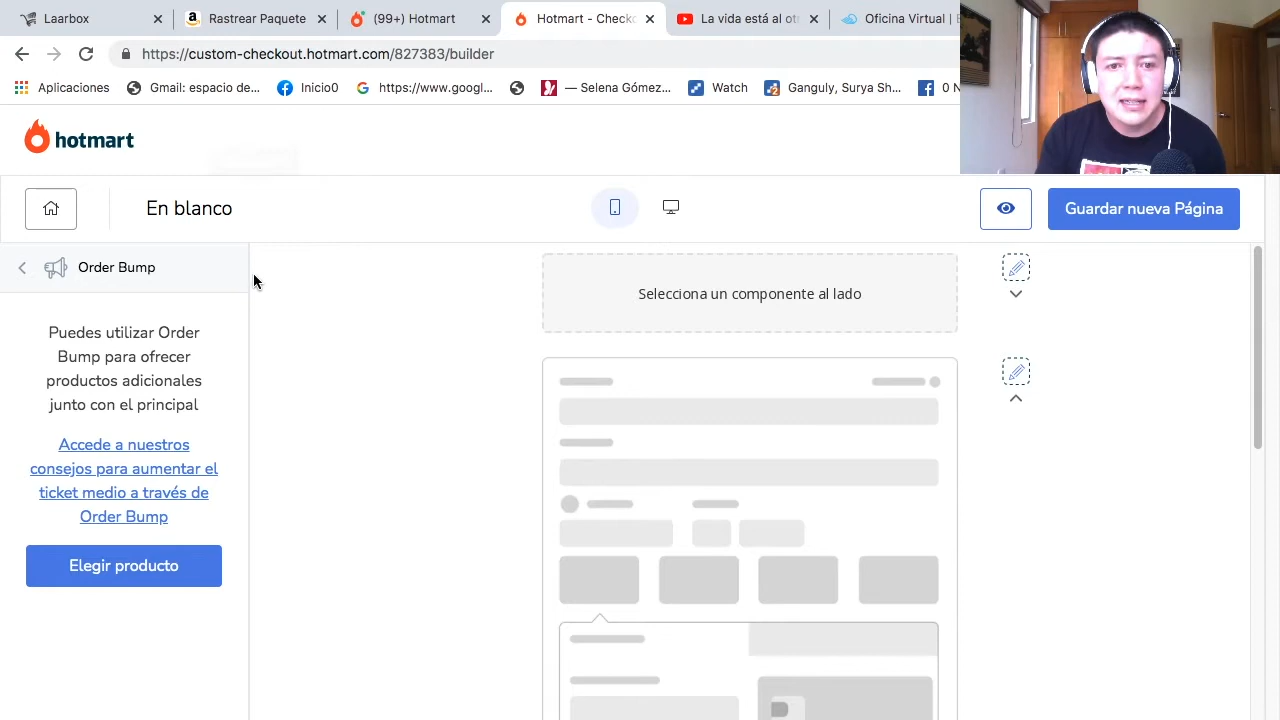 Laarbox
Rastrear Paquete
(99+) Hotmart
Hotmart - Checko
La vida está al ot
Oficina Virtual |
https://custom-checkout.hotmart.com/827383/builder
Aplicaciones
Gmail: espacio de...
Inicio0
https://www.googl...
— Selena Gómez...
Watch
Ganguly, Surya Sh...
0 N
hotmart
En blanco
Guardar nueva Página
Order Bump
Puedes utilizar Order
Bump para ofrecer
productos adicionales
junto con el principal
Accede a nuestros
consejos para aumentar el
ticket medio a través de
Order Bump
Elegir producto
Selecciona un componente al lado